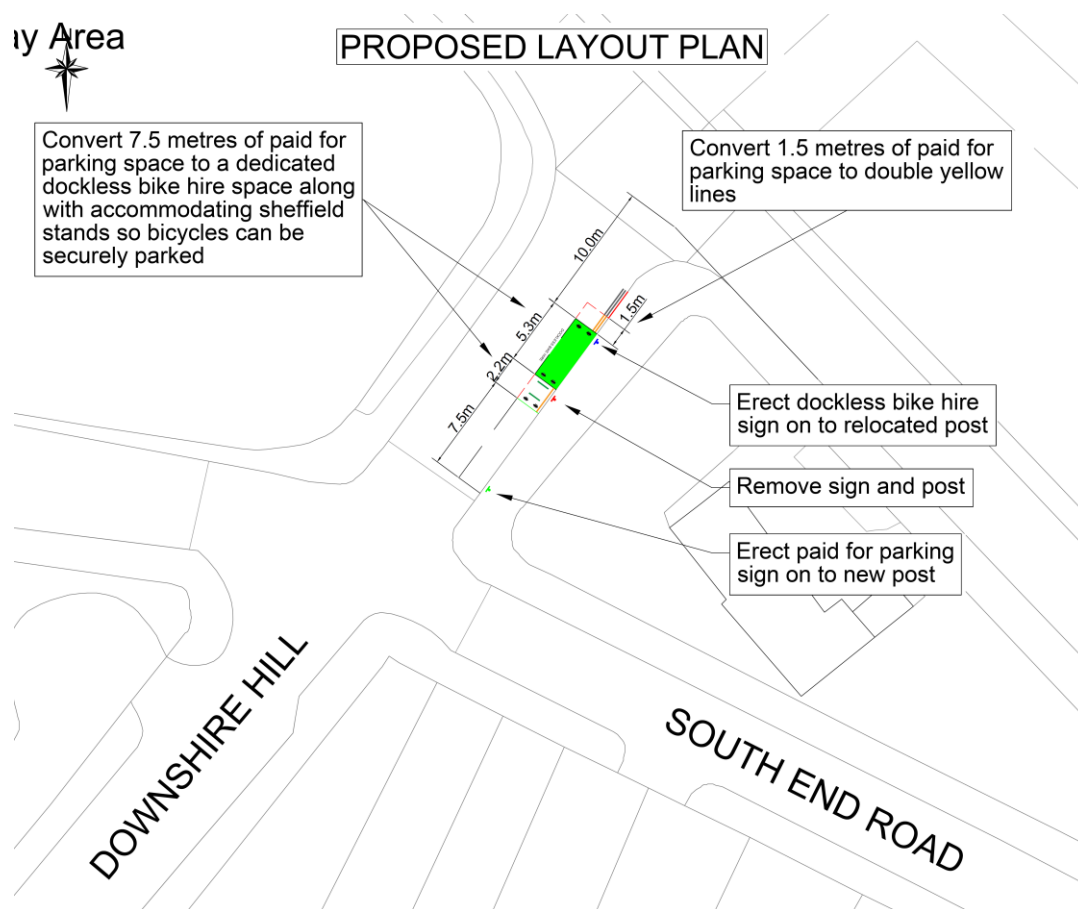 ay Area
PROPOSED LAYOUT PLAN
Convert 7.5 metres of paid for
parking space to a dedicated
dockless bike hire space along
with accommodating sheffield
stands so bicycles can be
securely parked
Convert 1.5 metres of paid for
parking space to double yellow
lines
10.0m
5.3m
1.5m
2.2m
7.5m
Erect dockless bike hire
sign on to relocated post
Remove sign and post
Erect paid for parking
sign on to new post
DOWNSHIRE HILL
SOUTH END ROAD